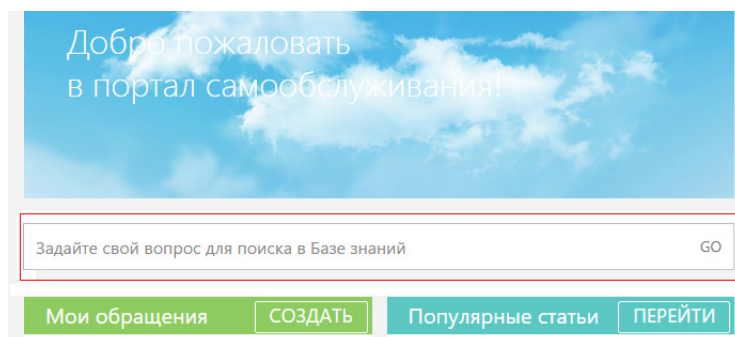 Добро пожаловать
в портал самообслуживания!
Задайте свой вопрос для поиска в Базе знаний GO
Мои обращения СОЗДАТЬ Популярные статьи ПЕРЕЙТИ